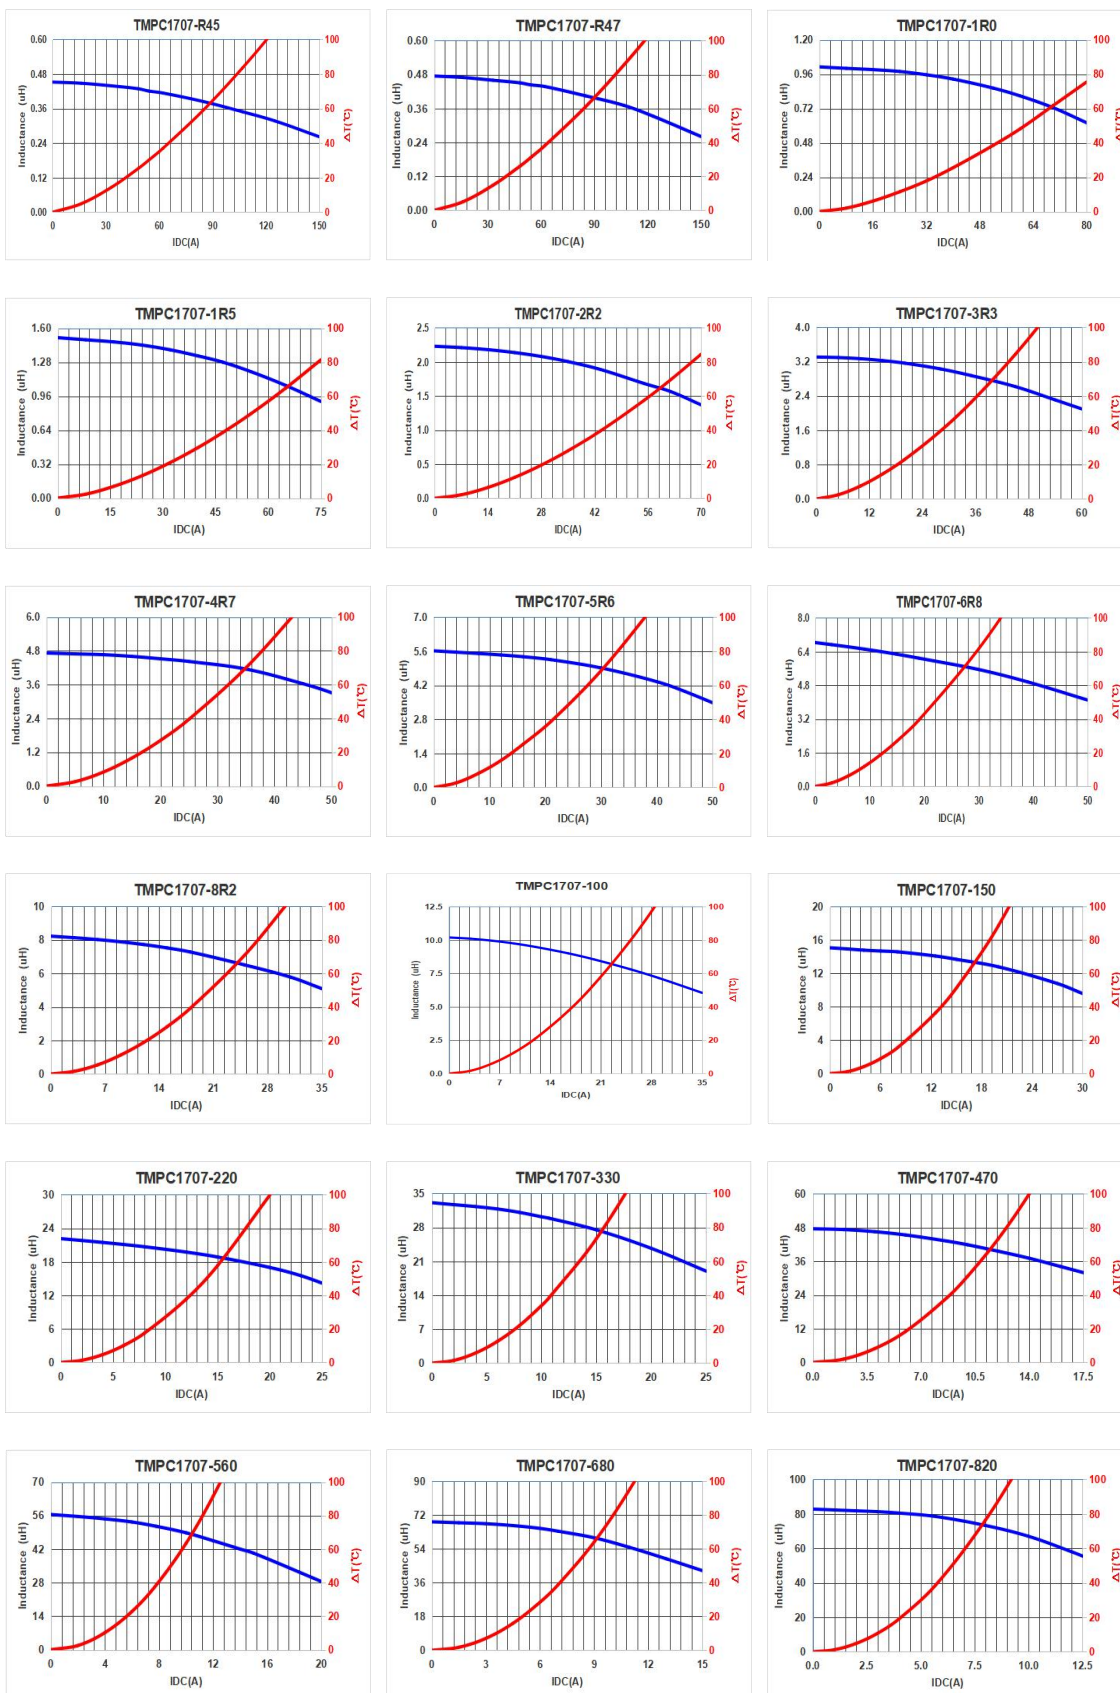 TMPC1707-R45
0.60
0.48
0.36
0.24
0.12
0.00
Inductance (uH)
100
80
60
40
20
0
△T(℃)
0 30 60 90 120 150
IDC(A)
TMPC1707-R47
0.60
0.48
0.36
0.24
0.12
0.00
Inductance (uH)
100
80
60
40
20
0
△T(℃)
0 30 60 90 120 150
IDC(A)
TMPC1707-1R0
1.20
0.96
0.72
0.48
0.24
0.00
Inductance (uH)
100
80
60
40
20
0
△T(℃)
0 16 32 48 64 80
IDC(A)
TMPC1707-1R5
1.60
1.28
0.96
0.64
0.32
0.00
Inductance (uH)
100
80
60
40
20
0
△T(℃)
0 15 30 45 60 75
IDC(A)
TMPC1707-2R2
2.5
2.0
1.5
1.0
0.5
0.0
Inductance (uH)
100
80
60
40
20
0
△T(℃)
0 14 28 42 56 70
IDC(A)
TMPC1707-3R3
4.0
3.2
2.4
1.6
0.8
0.0
Inductance (uH)
100
80
60
40
20
0
△T(℃)
0 12 24 36 48 60
IDC(A)
TMPC1707-4R7
6.0
4.8
3.6
2.4
1.2
0.0
Inductance (uH)
100
80
60
40
20
0
△T(℃)
0 10 20 30 40 50
IDC(A)
TMPC1707-5R6
7.0
5.6
4.2
2.8
1.4
0.0
Inductance (uH)
100
80
60
40
20
0
△T(℃)
0 10 20 30 40 50
IDC(A)
TMPC1707-6R8
8.0
6.4
4.8
3.2
1.6
0.0
Inductance (uH)
100
80
60
40
20
0
△T(℃)
0 10 20 30 40 50
IDC(A)
TMPC1707-8R2
10
8
6
4
2
0
Inductance (uH)
100
80
60
40
20
0
△T(℃)
0 7 14 21 28 35
IDC(A)
TMPC1707-100
12.5
10.0
7.5
5.0
2.5
0.0
Inductance (uH)
100
80
60
40
20
0
△T(℃)
0 7 14 21 28 35
IDC(A)
TMPC1707-150
20
16
12
8
4
0
Inductance (uH)
100
80
60
40
20
0
△T(℃)
0 6 12 18 24 30
IDC(A)
TMPC1707-220
30
24
18
12
6
0
Inductance (uH)
100
80
60
40
20
0
△T(℃)
0 5 10 15 20 25
IDC(A)
TMPC1707-330
35
28
21
14
7
0
Inductance (uH)
100
80
60
40
20
0
△T(℃)
0 5 10 15 20 25
IDC(A)
TMPC1707-470
60
48
36
24
12
0
Inductance (uH)
100
80
60
40
20
0
△T(℃)
0.0 3.5 7.0 10.5 14.0 17.5
IDC(A)
TMPC1707-560
70
56
42
28
14
0
Inductance (uH)
100
80
60
40
20
0
△T(℃)
0 4 8 12 16 20
IDC(A)
TMPC1707-680
90
72
54
36
18
0
Inductance (uH)
100
80
60
40
20
0
△T(℃)
0 3 6 9 12 15
IDC(A)
TMPC1707-820
100
80
60
40
20
0
Inductance (uH)
100
80
60
40
20
0
△T(℃)
0.0 2.5 5.0 7.5 10.0 12.5
IDC(A)